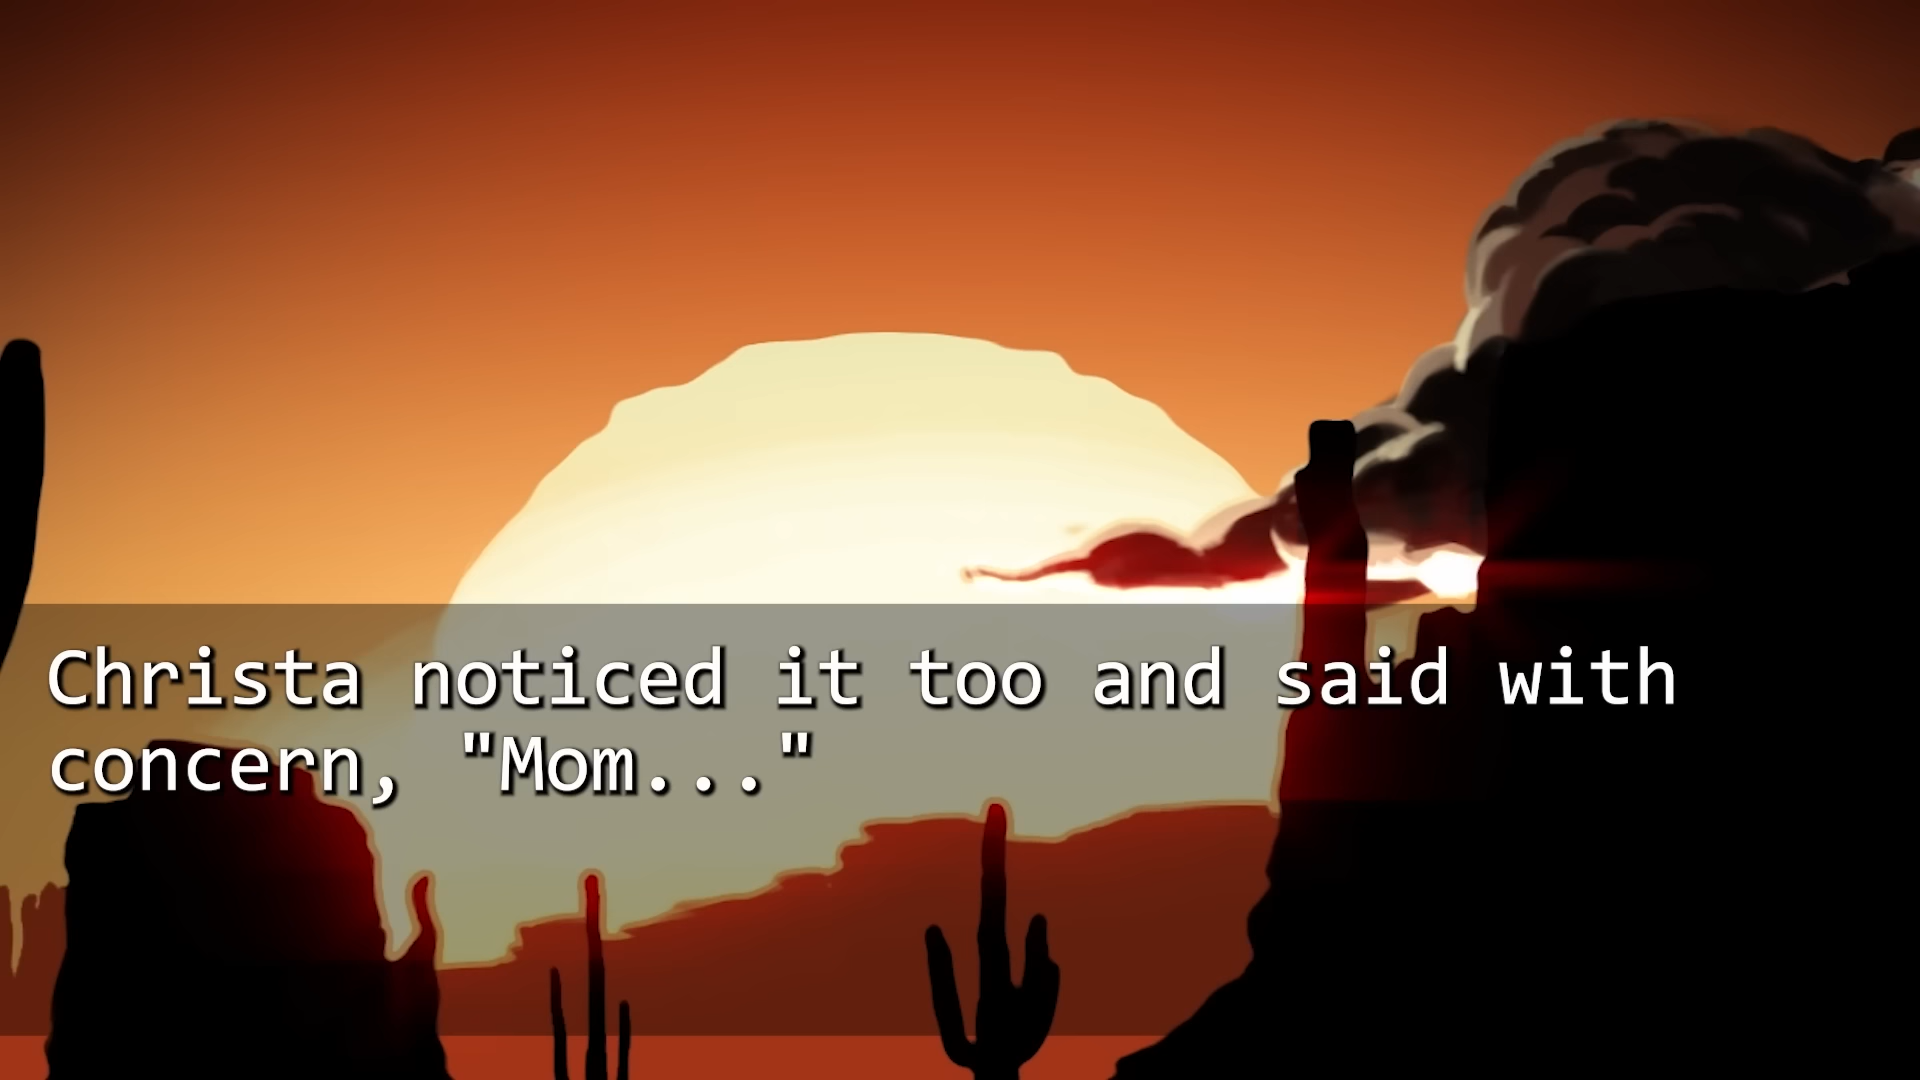 Christa noticed it too and said with
concern, "Mom..."